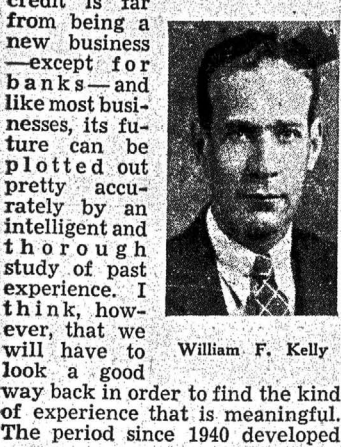 credit is far
from being a
new business
—except for
banks—and
like most busi-
nesses, its fu-
ture can be
plotted out
pretty accu-
rately by an
intelligent and
thorough
study of past
experience. I
think, how-
ever, that we
will have to
look a good
way back in order to find the kind
of experience that is meaningful.
The period since 1940 developed
William F. Kelly